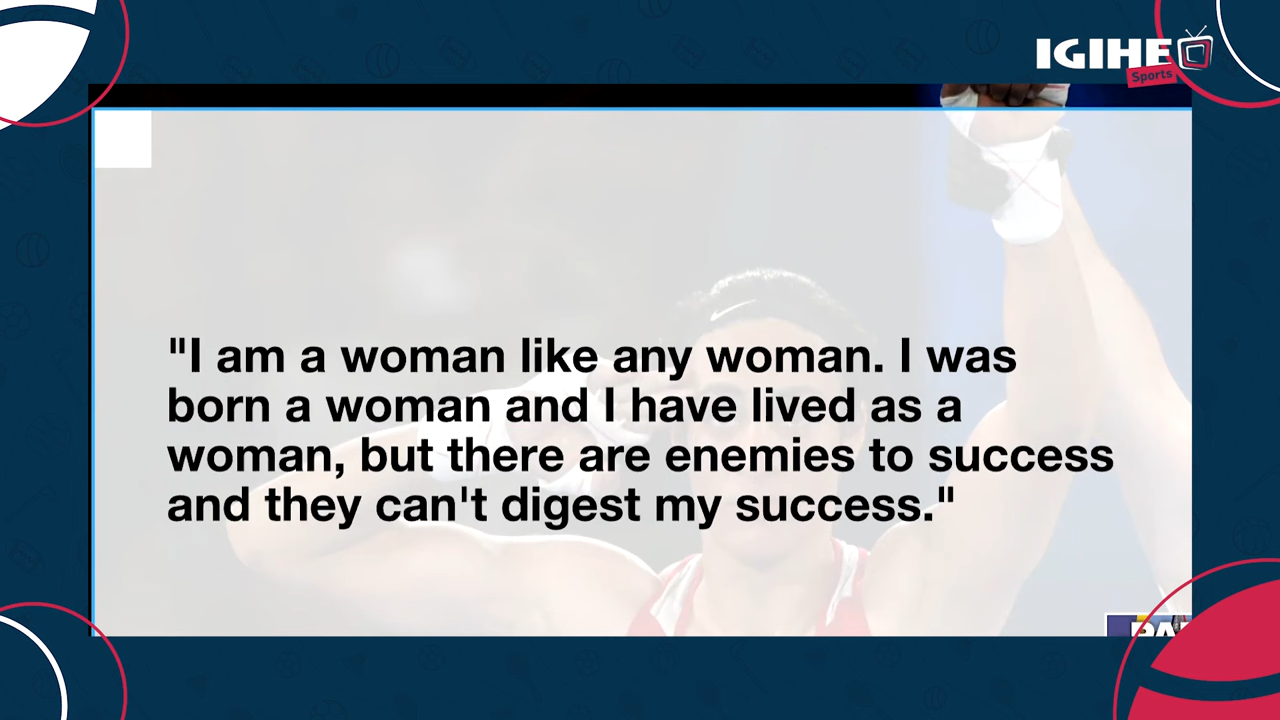 IGIHE
Sports
"I am a woman like any woman. I was
born a woman and I have lived as a
woman, but there are enemies to success
and they can't digest my success."